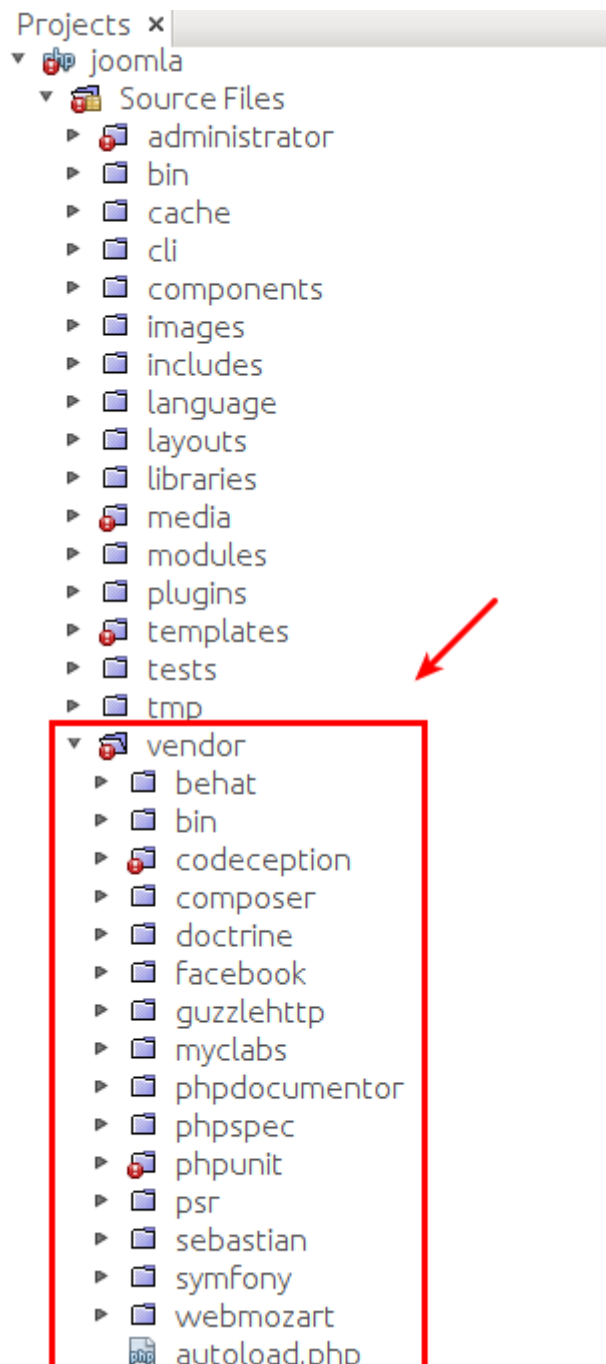 Projects ×
joomla
Source Files
administrator
bin
cache
cli
components
images
includes
language
layouts
libraries
media
modules
plugins
templates
tests
tmp
vendor
behat
bin
codeception
composer
doctrine
facebook
guzzlehttp
myclabs
phpdocumentor
phpspec
phpunit
psr
sebastian
symfony
webmozart
autoload.php